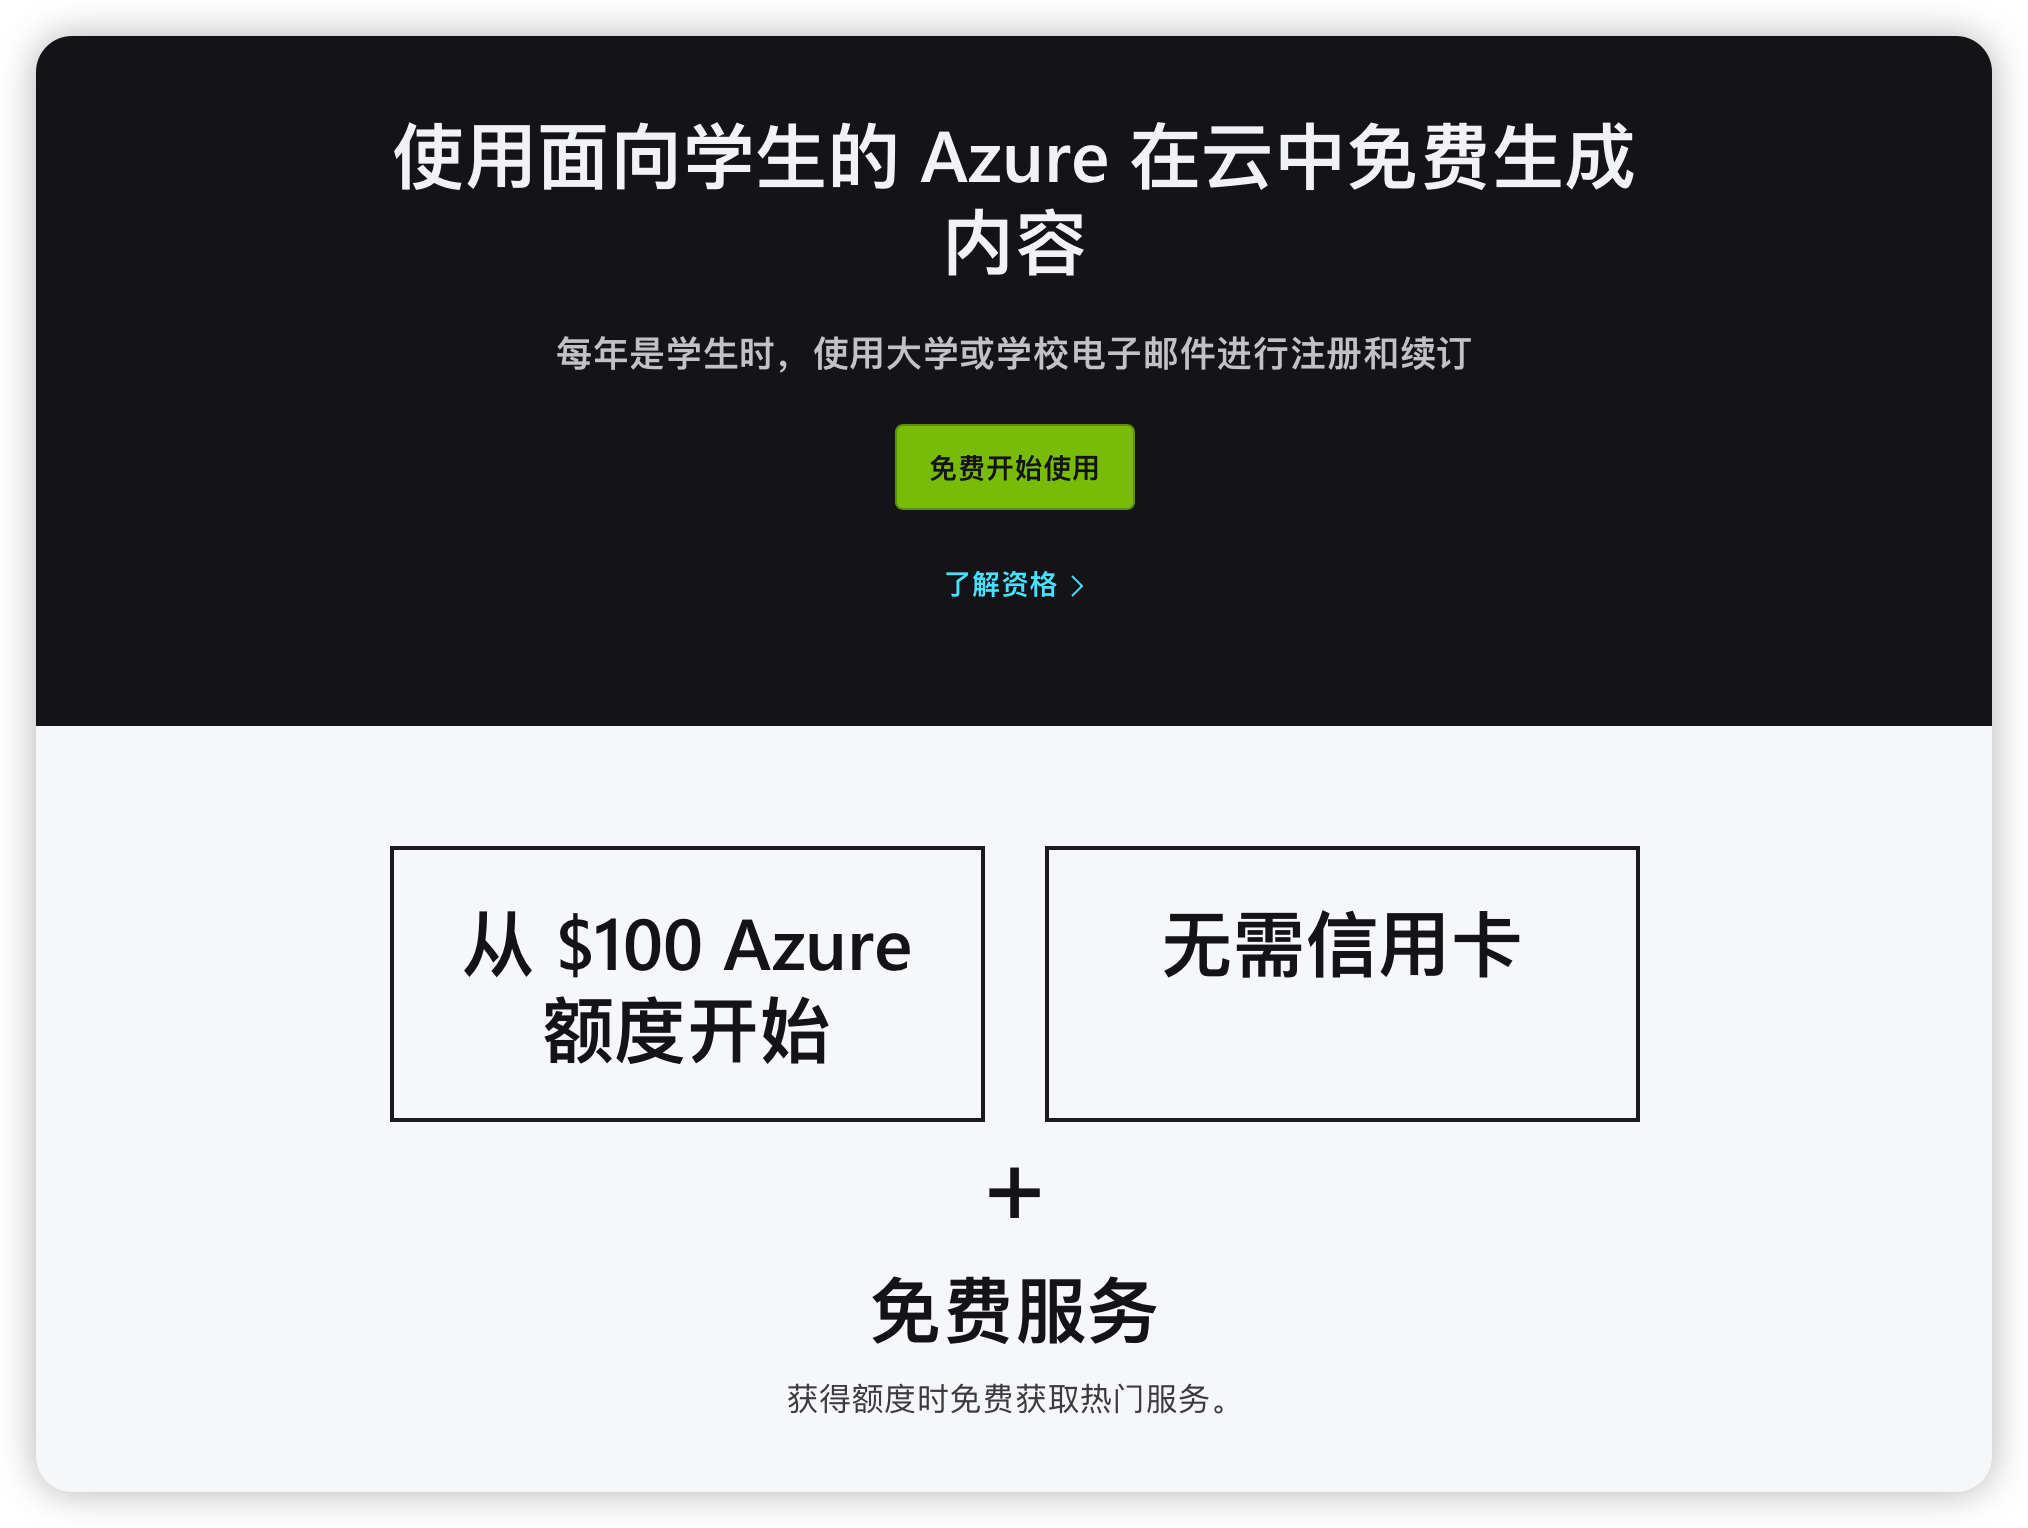 使用面向学生的 Azure 在云中免费生成
内容
每年是学生时，使用大学或学校电子邮件进行注册和续订
免费开始使用
了解资格
从 $100 Azure
额度开始
无需信用卡
+
免费服务
获得额度时免费获取热门服务。